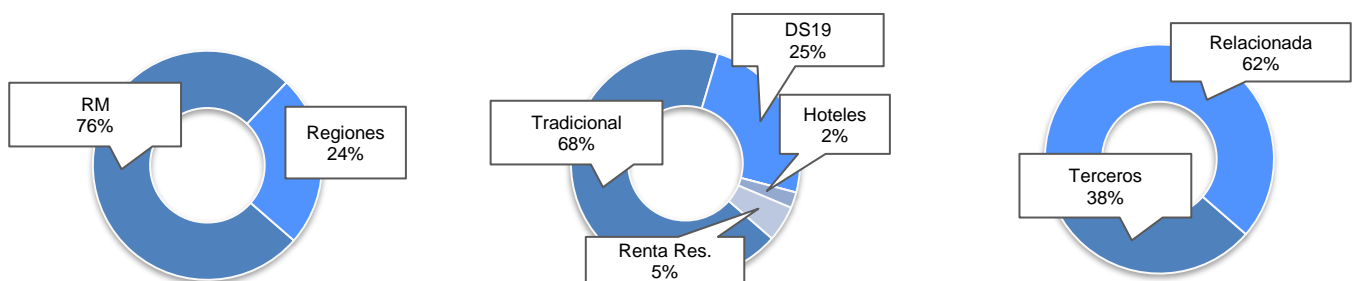 RM
76%
Regiones
24%
DS19
25%
Tradicional
68%
Hoteles
2%
Renta Res.
5%
Relacionada
62%
Terceros
38%